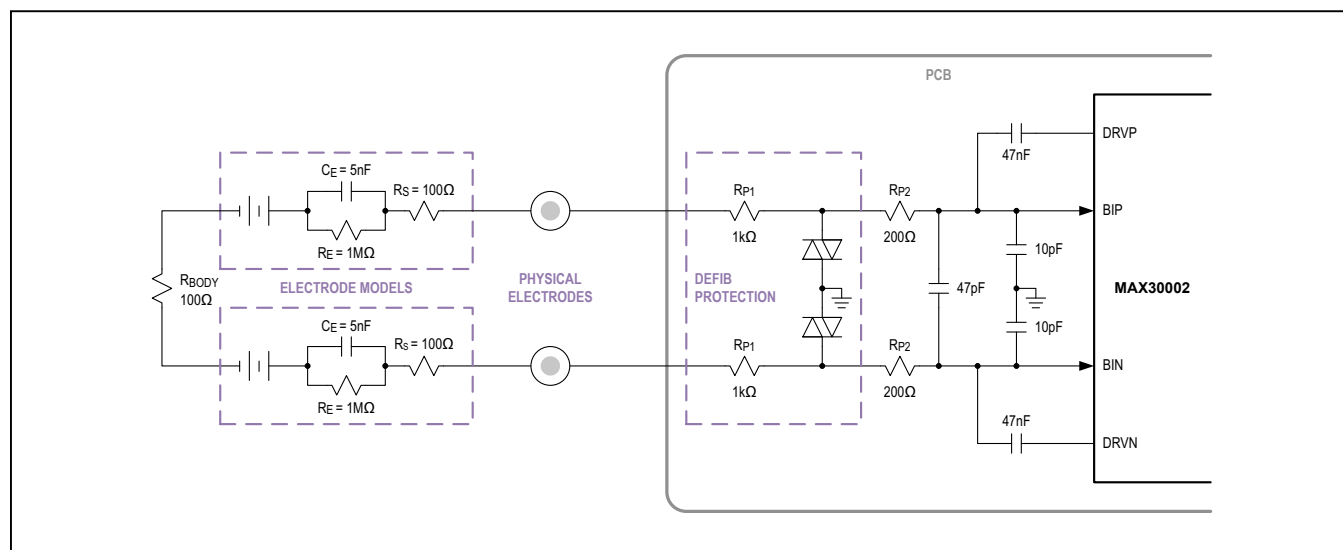 PCB
DRVP
47nF
CE = 5nF
RS = 100Ω
RP1
RP2
BIP
1kΩ
200Ω
RE = 1MΩ
10pF
RBODY
100Ω
ELECTRODE MODELS
PHYSICAL
ELECTRODES
DEFIB
PROTECTION
47pF
MAX30002
10pF
CE = 5nF
RS = 100Ω
RP1
RP2
BIN
1kΩ
200Ω
RE = 1MΩ
47nF
DRVN